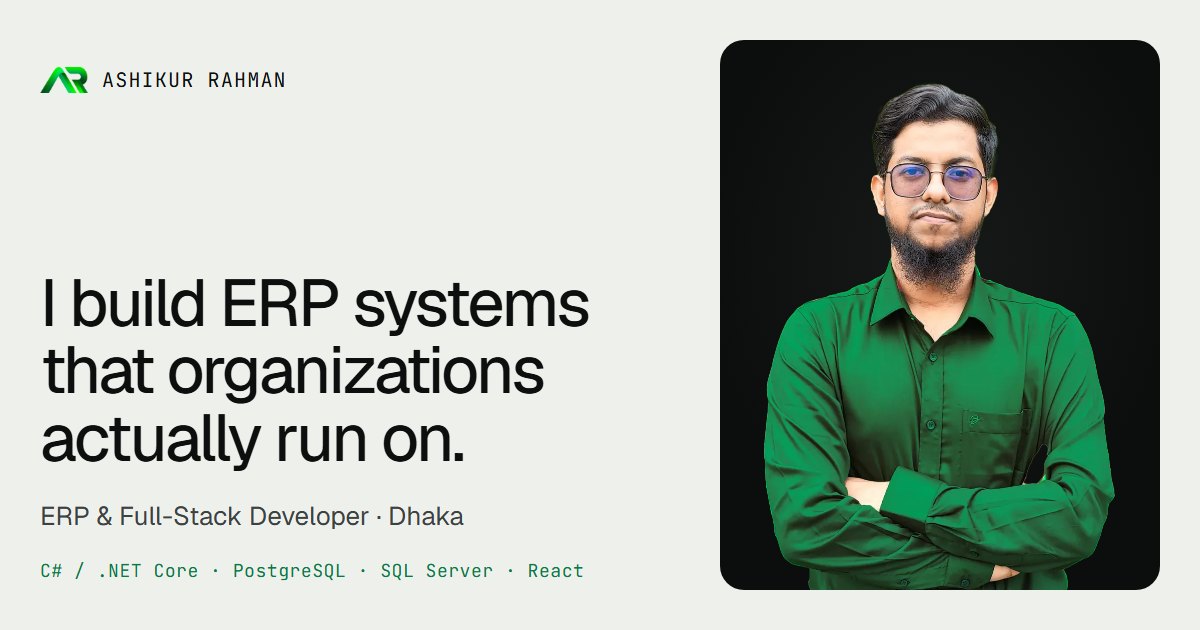 AR ASHIKUR RAHMAN
I build ERP systems
that organizations
actually run on.
ERP & Full-Stack Developer · Dhaka
C# / .NET Core · PostgreSQL · SQL Server · React